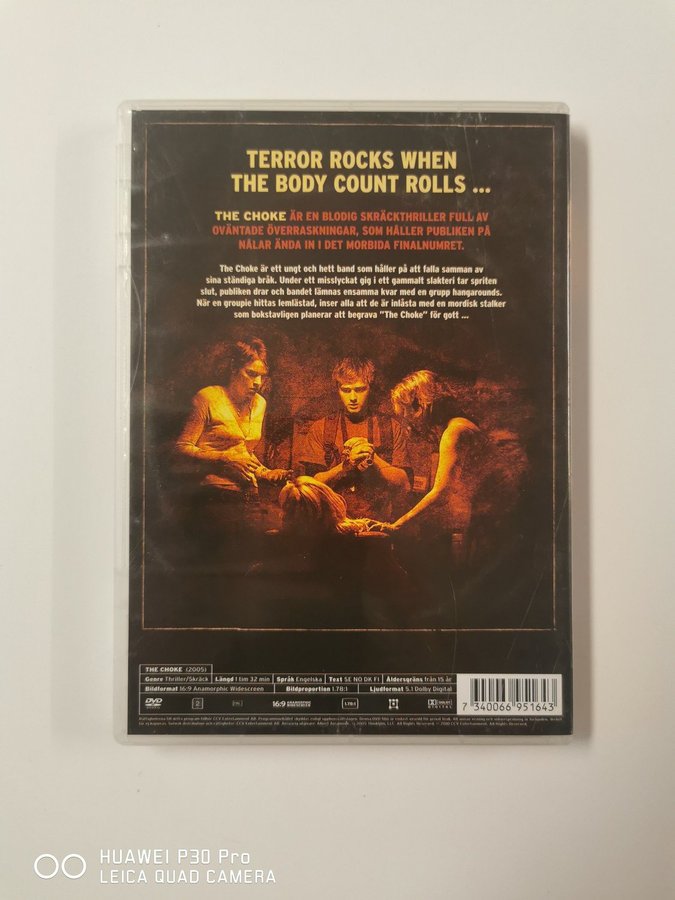 TERROR ROCKS WHEN
THE BODY COUNT ROLLS ...
THE CHOKE ÄR EN BLODIG SKRÄCKTHRILLER FULL AV
OVÄNTADE ÖVERRASKNINGAR, SOM HÅLLER PUBLIKEN PÅ
NÅLAR ÄNDA IN I DET MORBIDA FINALNUMRET.
The Choke är ett ungt och hett band som håller på att falla samman av
sina ständiga bråk. Under ett misslyckat gig i ett gammalt slakteri tar spriten
slut, publiken drar och bandet lämnas ensamma kvar med en grupp hangarounds.
När en groupie hittas lemlästad, inser alla att de är inlåsta med en mordisk stalker
som bokstavligen planerar att begrava "The Choke" för gott ...
THE CHOKE (2005)
Genre Thriller/Skräck Längd 1 tim 32 min Språk Engelska Text SE NO DK FI Åldersgräns från 15 år
Bildformat 16:9 Anamorphic Widescreen Bildproportion 1.78:1 Ljudformat 5.1 Dolby Digital
DVD 2 16:9 1.78:1 DOLBY DIGITAL
7 340066 951643
HUAWEI P30 Pro
LEICA QUAD CAMERA